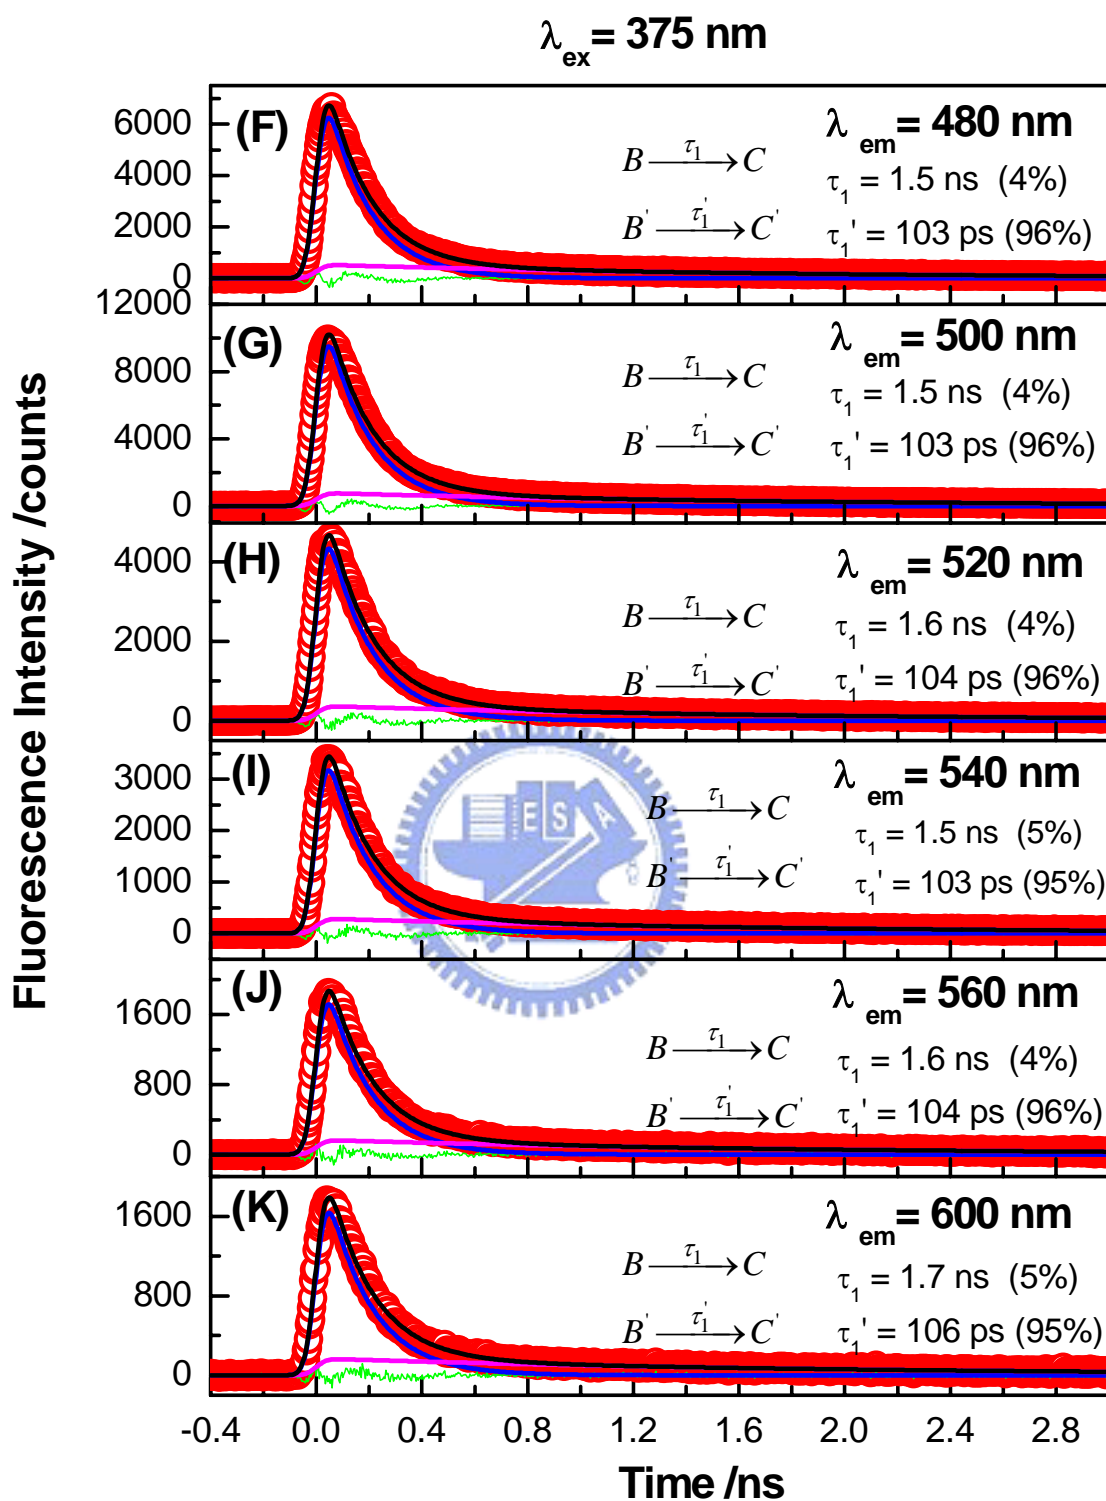 λex = 375 nm
Fluorescence Intensity /counts
(F)
λ em = 480 nm
B τ1 → C
τ1 = 1.5 ns (4%)
B' τ1' → C'
τ1' = 103 ps (96%)
6000
4000
2000
0
(G)
λ em = 500 nm
B τ1 → C
τ1 = 1.5 ns (4%)
B' τ1' → C'
τ1' = 103 ps (96%)
12000
8000
4000
0
(H)
λ em = 520 nm
B τ1 → C
τ1 = 1.6 ns (4%)
B' τ1' → C'
τ1' = 104 ps (96%)
4000
2000
0
(I)
λ em = 540 nm
B τ1 → C
τ1 = 1.5 ns (5%)
B' τ1' → C'
τ1' = 103 ps (95%)
3000
2000
1000
0
E S A
(J)
λ em = 560 nm
B τ1 → C
τ1 = 1.6 ns (4%)
B' τ1' → C'
τ1' = 104 ps (96%)
1600
800
0
(K)
λ em = 600 nm
B τ1 → C
τ1 = 1.7 ns (5%)
B' τ1' → C'
τ1' = 106 ps (95%)
1600
800
0
-0.4 0.0 0.4 0.8 1.2 1.6 2.0 2.4 2.8
Time /ns